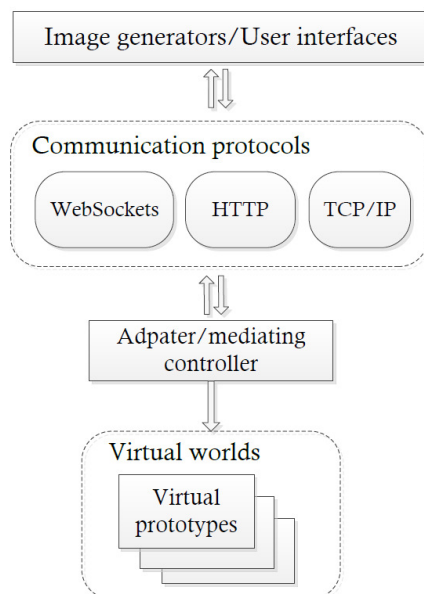 Image generators/User interfaces
Communication protocols
WebSockets
HTTP
TCP/IP
Adpater/mediating
controller
Virtual worlds
Virtual
prototypes